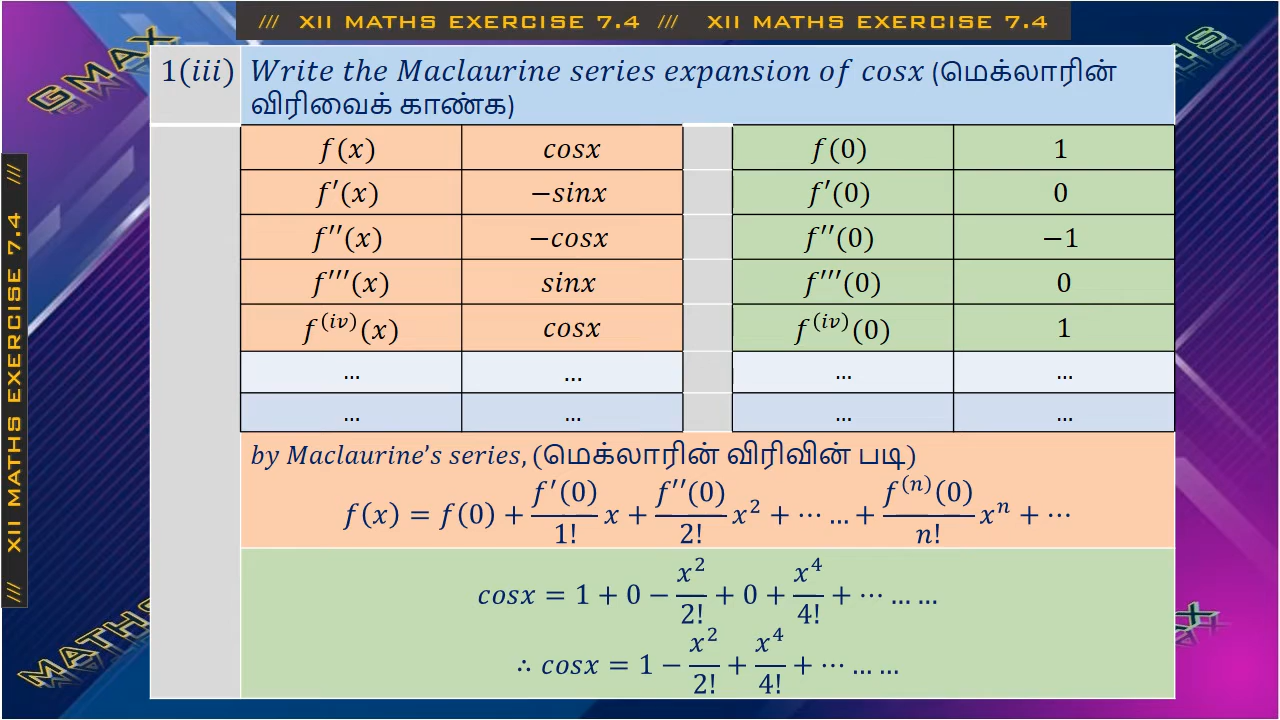 /// XII MATHS EXERCISE 7.4 /// XII MATHS EXERCISE 7.4
GMAX
MATHS
/// XII MATHS EXERCISE 7.4 ///
1(iii) Write the Maclaurine series expansion of cosx (மெக்லாரின்
விரிவைக் காண்க)
f(x) cosx f(0) 1
f′(x) −sinx f′(0) 0
f′′(x) −cosx f′′(0) −1
f′′′(x) sinx f′′′(0) 0
f^(iv)(x) cosx f^(iv)(0) 1
... ... ... ...
... ... ... ...
by Maclaurine's series, (மெக்லாரின் விரிவின் படி)
f(x) = f(0) + f′(0)/1! x + f′′(0)/2! x² + ⋯ … + f^(n)(0)/n! xⁿ + ⋯
cosx = 1 + 0 − x²/2! + 0 + x⁴/4! + ⋯ … …
∴ cosx = 1 − x²/2! + x⁴/4! + ⋯ … …
MATHS